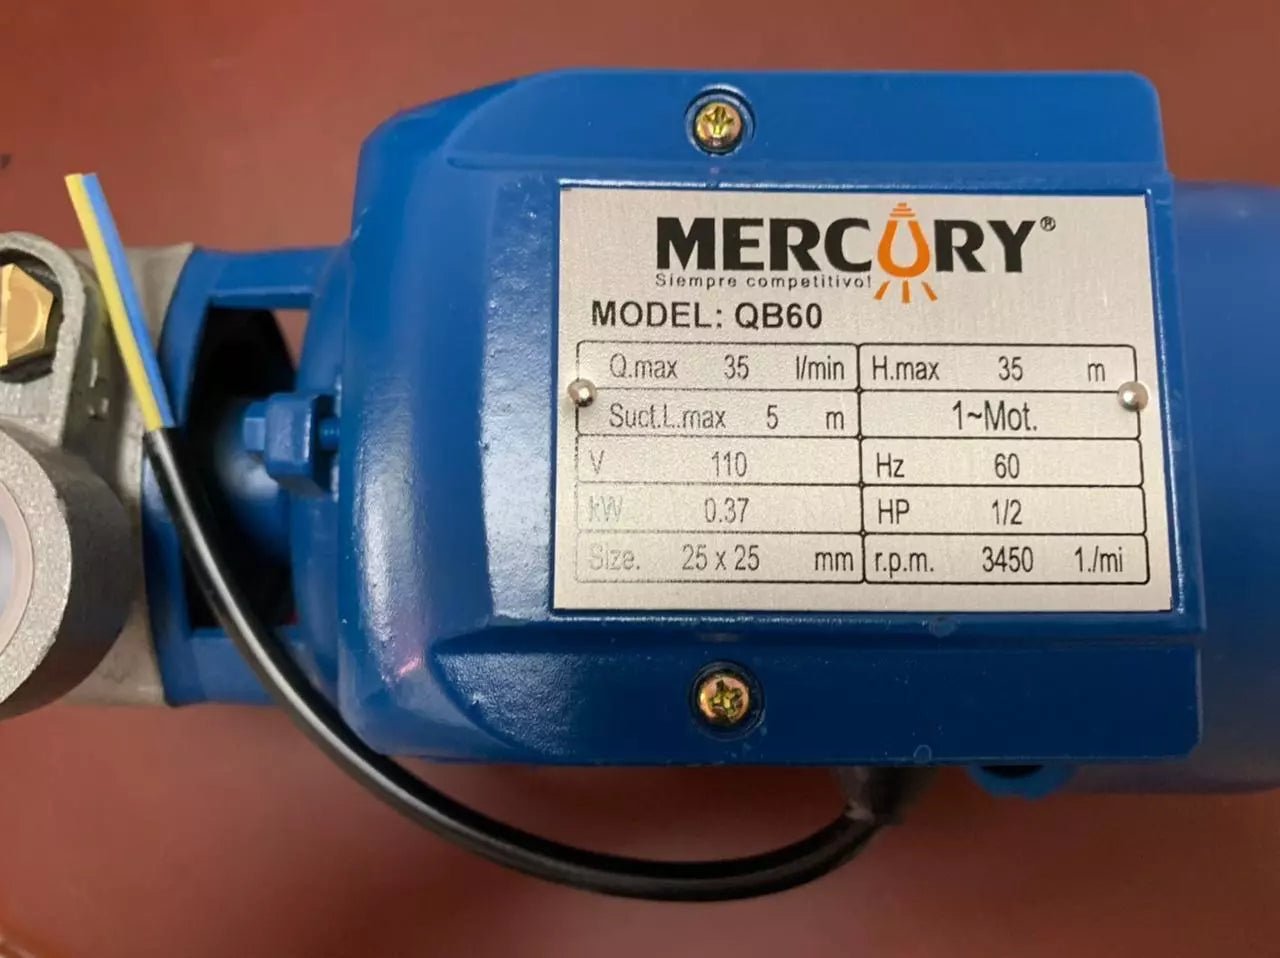 MERCURY®
Siempre competitivo!
MODEL: QB60
Q.max 35 l/min H.max 35 m
Suct.L.max 5 m 1~Mot.
V 110 Hz 60
kW 0.37 HP 1/2
Size. 25 x 25 mm r.p.m. 3450 1./mi